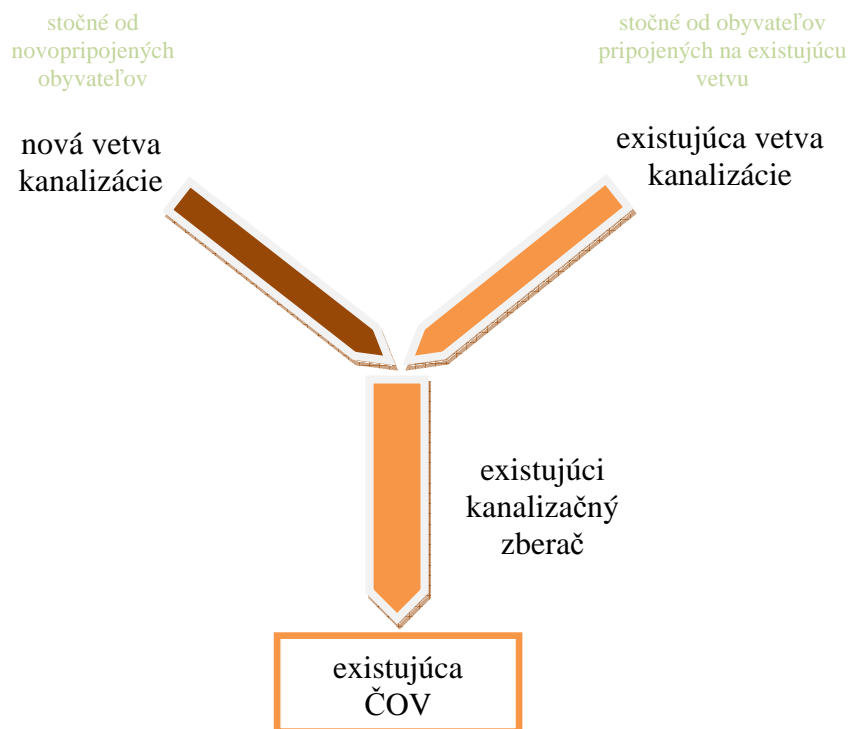 stočné od
novopripojených
obyvateľov
stočné od obyvateľov
pripojených na existujúcu
vetvu
nová vetva
kanalizácie
existujúca vetva
kanalizácie
existujúci
kanalizačný
zberač
existujúca
ČOV